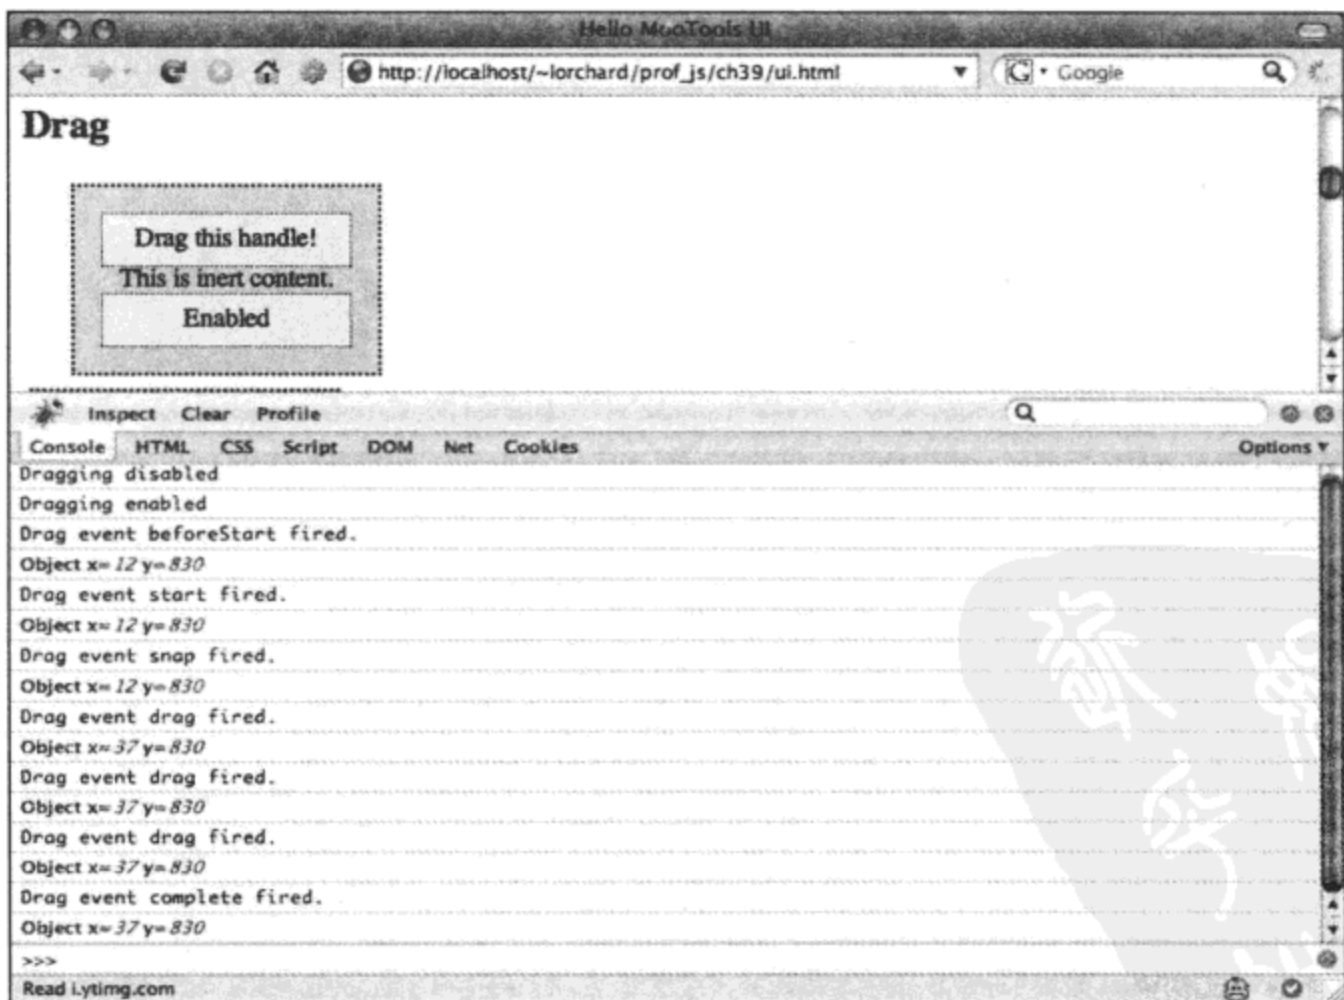 Hello MooTools UI
http://localhost/~lorchard/prof_js/ch39/ui.html
Google
Drag
Drag this handle!
This is inert content.
Enabled
Inspect Clear Profile
Console HTML CSS Script DOM Net Cookies Options
Dragging disabled
Dragging enabled
Drag event beforeStart fired.
Object x=12 y=830
Drag event start fired.
Object x=12 y=830
Drag event snap fired.
Object x=12 y=830
Drag event drag fired.
Object x=37 y=830
Drag event drag fired.
Object x=37 y=830
Drag event drag fired.
Object x=37 y=830
Drag event complete fired.
Object x=37 y=830
>>>
Read i.ytimg.com